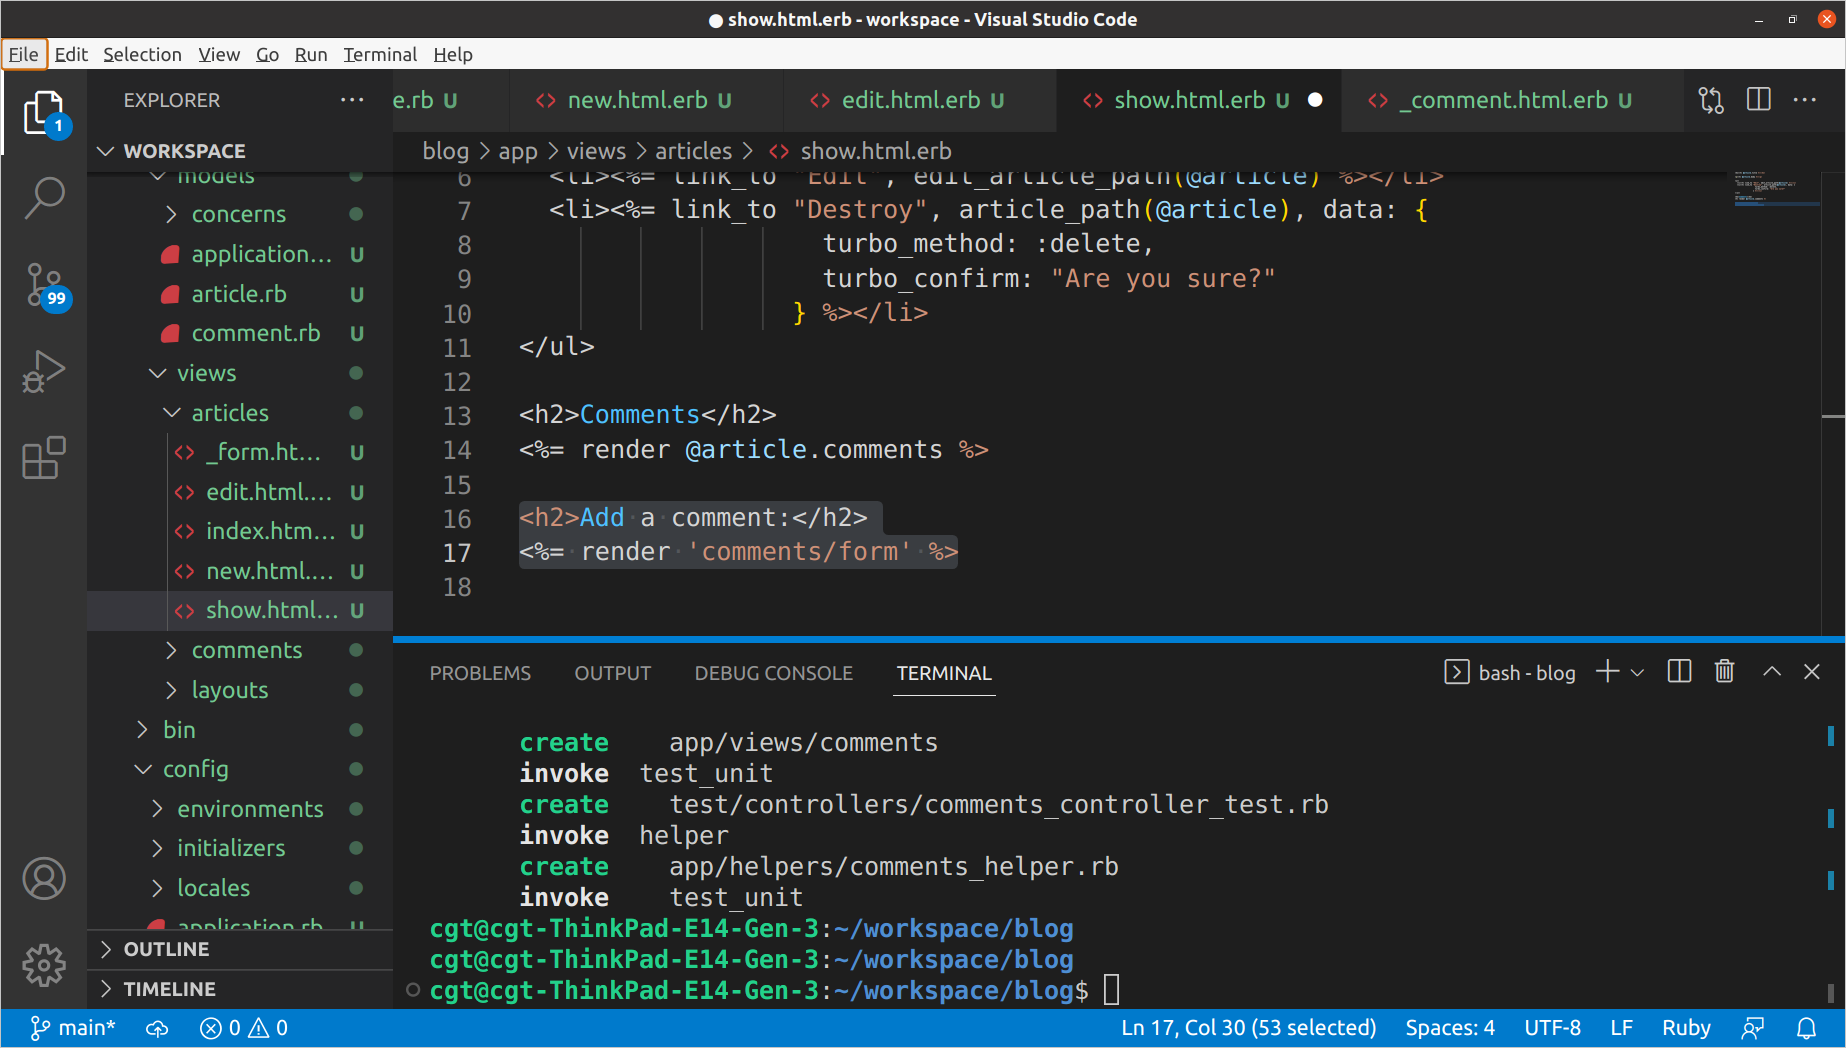 ● show.html.erb - workspace - Visual Studio Code
File Edit Selection View Go Run Terminal Help
EXPLORER ···
e.rb U
<> new.html.erb U
<> edit.html.erb U
<> show.html.erb U ●
<> _comment.html.erb U
1
WORKSPACE
blog > app > views > articles > <> show.html.erb
models
concerns
application... U
99
article.rb U
comment.rb U
views
articles
<> _form.ht... U
<> edit.html.... U
<> index.htm... U
<> new.html.... U
<> show.html... U
comments
layouts
bin
config
environments
initializers
locales
application.rb U
OUTLINE
TIMELINE
6 <li><%= link_to "Edit", edit_article_path(@article) %></li>
7 <li><%= link_to "Destroy", article_path(@article), data: {
8 turbo_method: :delete,
9 turbo_confirm: "Are you sure?"
10 } %></li>
11 </ul>
12
13 <h2>Comments</h2>
14 <%= render @article.comments %>
15
16 <h2>Add a comment:</h2>
17 <%= render 'comments/form' %>
18
PROBLEMS OUTPUT DEBUG CONSOLE TERMINAL
bash - blog
create app/views/comments
invoke test_unit
create test/controllers/comments_controller_test.rb
invoke helper
create app/helpers/comments_helper.rb
invoke test_unit
cgt@cgt-ThinkPad-E14-Gen-3:~/workspace/blog
cgt@cgt-ThinkPad-E14-Gen-3:~/workspace/blog
cgt@cgt-ThinkPad-E14-Gen-3:~/workspace/blog$
main* 0 0 Ln 17, Col 30 (53 selected) Spaces: 4 UTF-8 LF Ruby